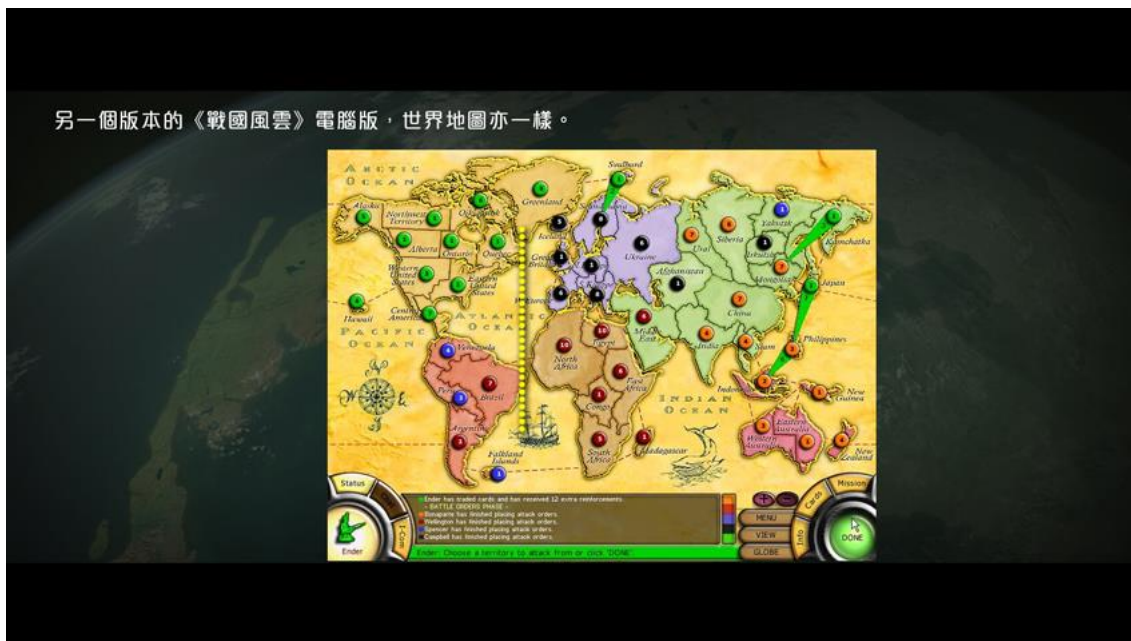 另一個版本的《戰國風雲》電腦版，世界地圖亦一樣。
ARCTIC
OCEAN
Svalbard
Alaska
Northwest
Territory
Greenland
Yakutsk
Alberta
Ontario
Quebec
Iceland
Great
Britain
Ukraine
Ural
Siberia
Irkutsk
Kamchatka
Western
United
States
Eastern
United
States
Afghanistan
Mongolia
Japan
W Europe
Hawaii
Central
America
ATLANTIC
OCEAN
Middle
East
China
PACIFIC
OCEAN
Egypt
India
Siam
Philippines
Venezuela
North
Africa
East
Africa
Indonesia
New
Guinea
Peru
Brazil
Congo
INDIAN
OCEAN
W
E
Argentina
South
Africa
Madagascar
Western
Australia
Eastern
Australia
New
Zealand
Falkland
Islands
Status
Ender has traded cards and has received 12 extra reinforcements.
- BATTLE ORDERS PHASE -
Bonaparte has finished placing attack orders.
Wellington has finished placing attack orders.
Spencer has finished placing attack orders.
Campbell has finished placing attack orders.
Ender: Choose a territory to attack from or click 'DONE'.
I-Com
Ender
MENU
VIEW
GLOBE
Mission
Cards
Info
DONE